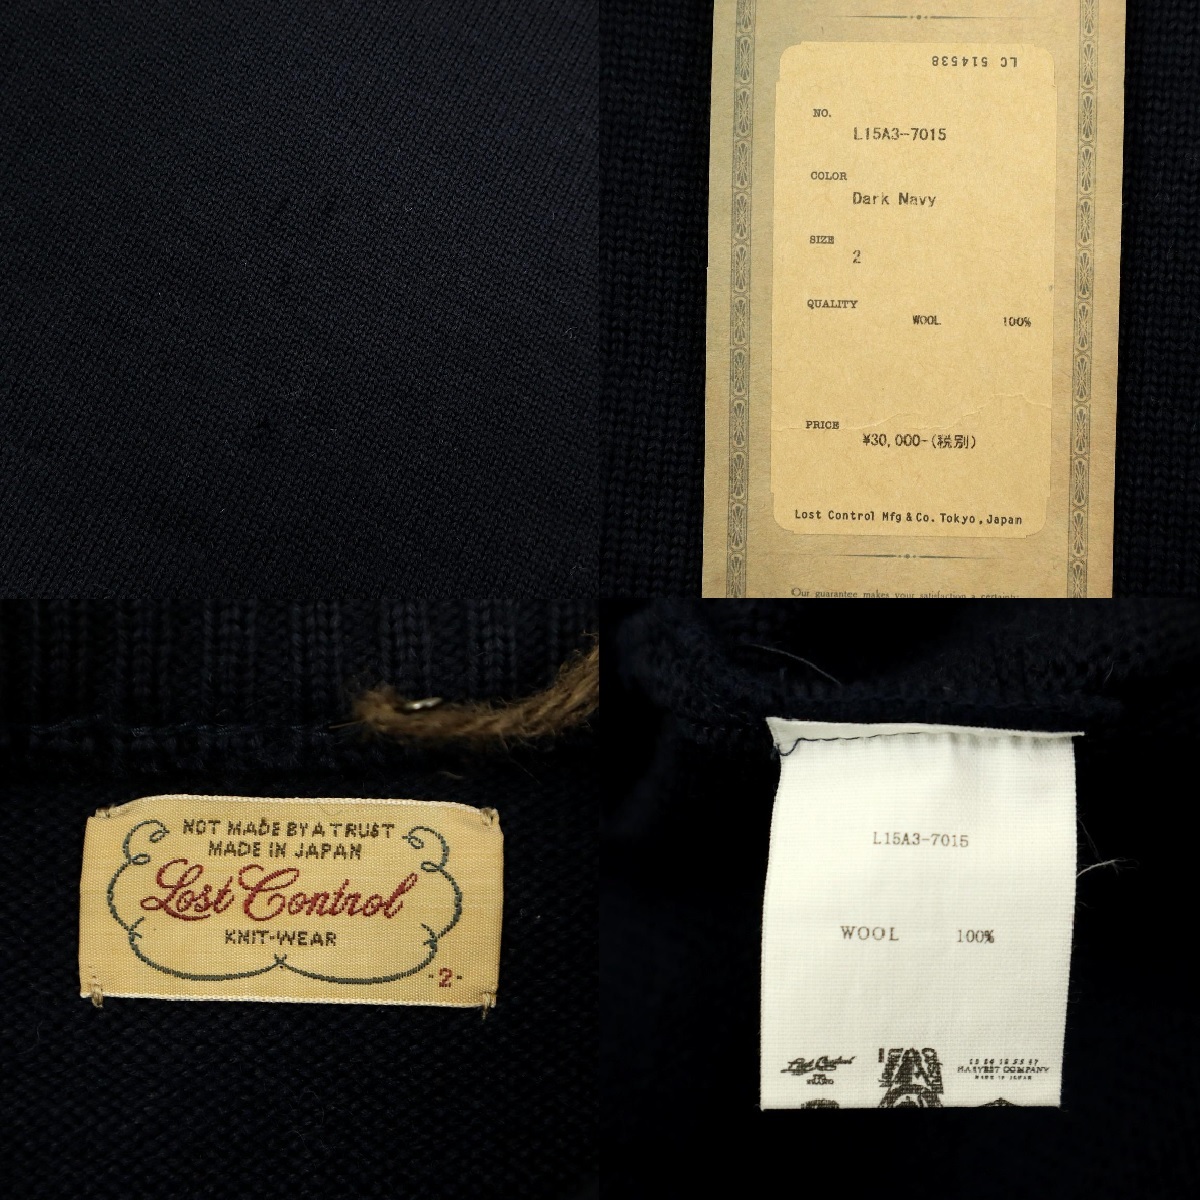 LC 514538
NO.
L15A3-7015
COLOR
Dark Navy
SIZE
2
QUALITY
WOOL 100%
PRICE
¥30,000-(税別)
Lost Control Mfg & Co. Tokyo, Japan
Our guarantee makes your satisfaction a certainty
NOT MADE BY A TRUST
MADE IN JAPAN
Lost Control
KNIT-WEAR
-2-
L15A3-7015
WOOL 100%
Lost Control
HARVEST COMPANY
MADE IN JAPAN